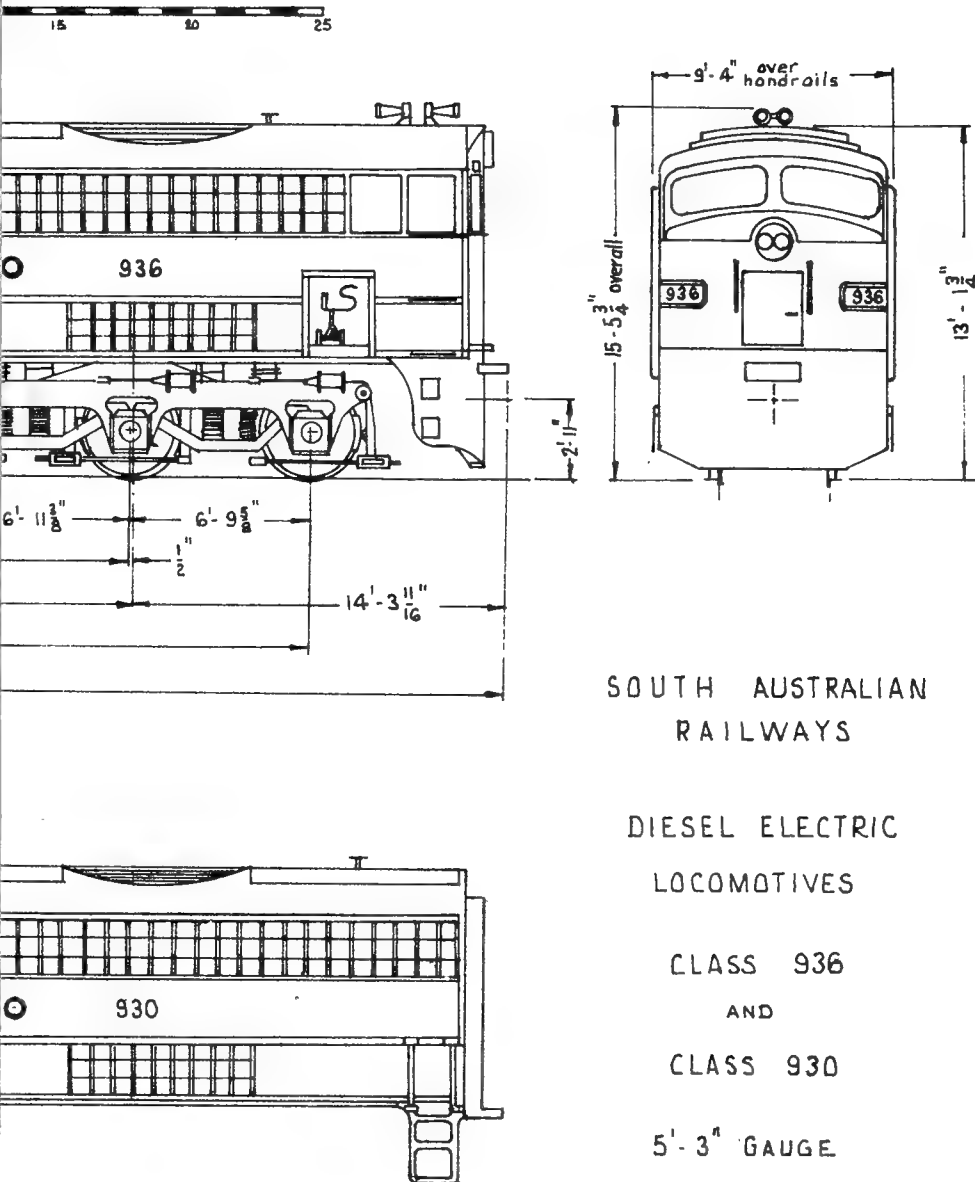 15 20 25
9'-4" over
handrails
936
S
15-5 3/4" overall
936 936
13'-1 3/4"
2'-11"
6'-11 3/8" 6'-9 5/8"
1/2"
14'-3 11/16"
SOUTH AUSTRALIAN
RAILWAYS
DIESEL ELECTRIC
LOCOMOTIVES
CLASS 936
AND
930
CLASS 930
5'-3" GAUGE